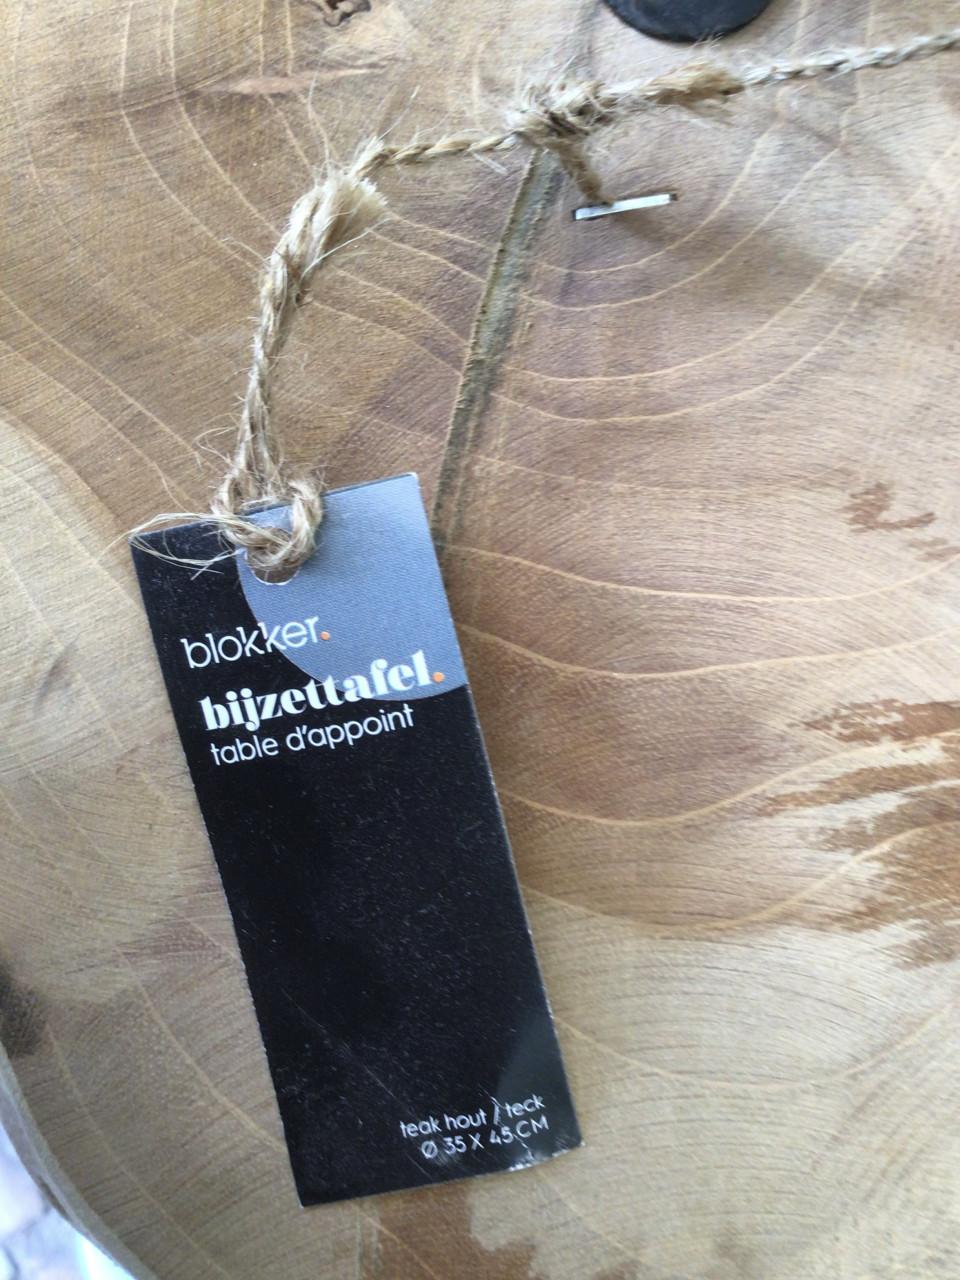 blokker.
bijzettafel.
table d'appoint
teak hout / teck
Ø 35 X 45 CM